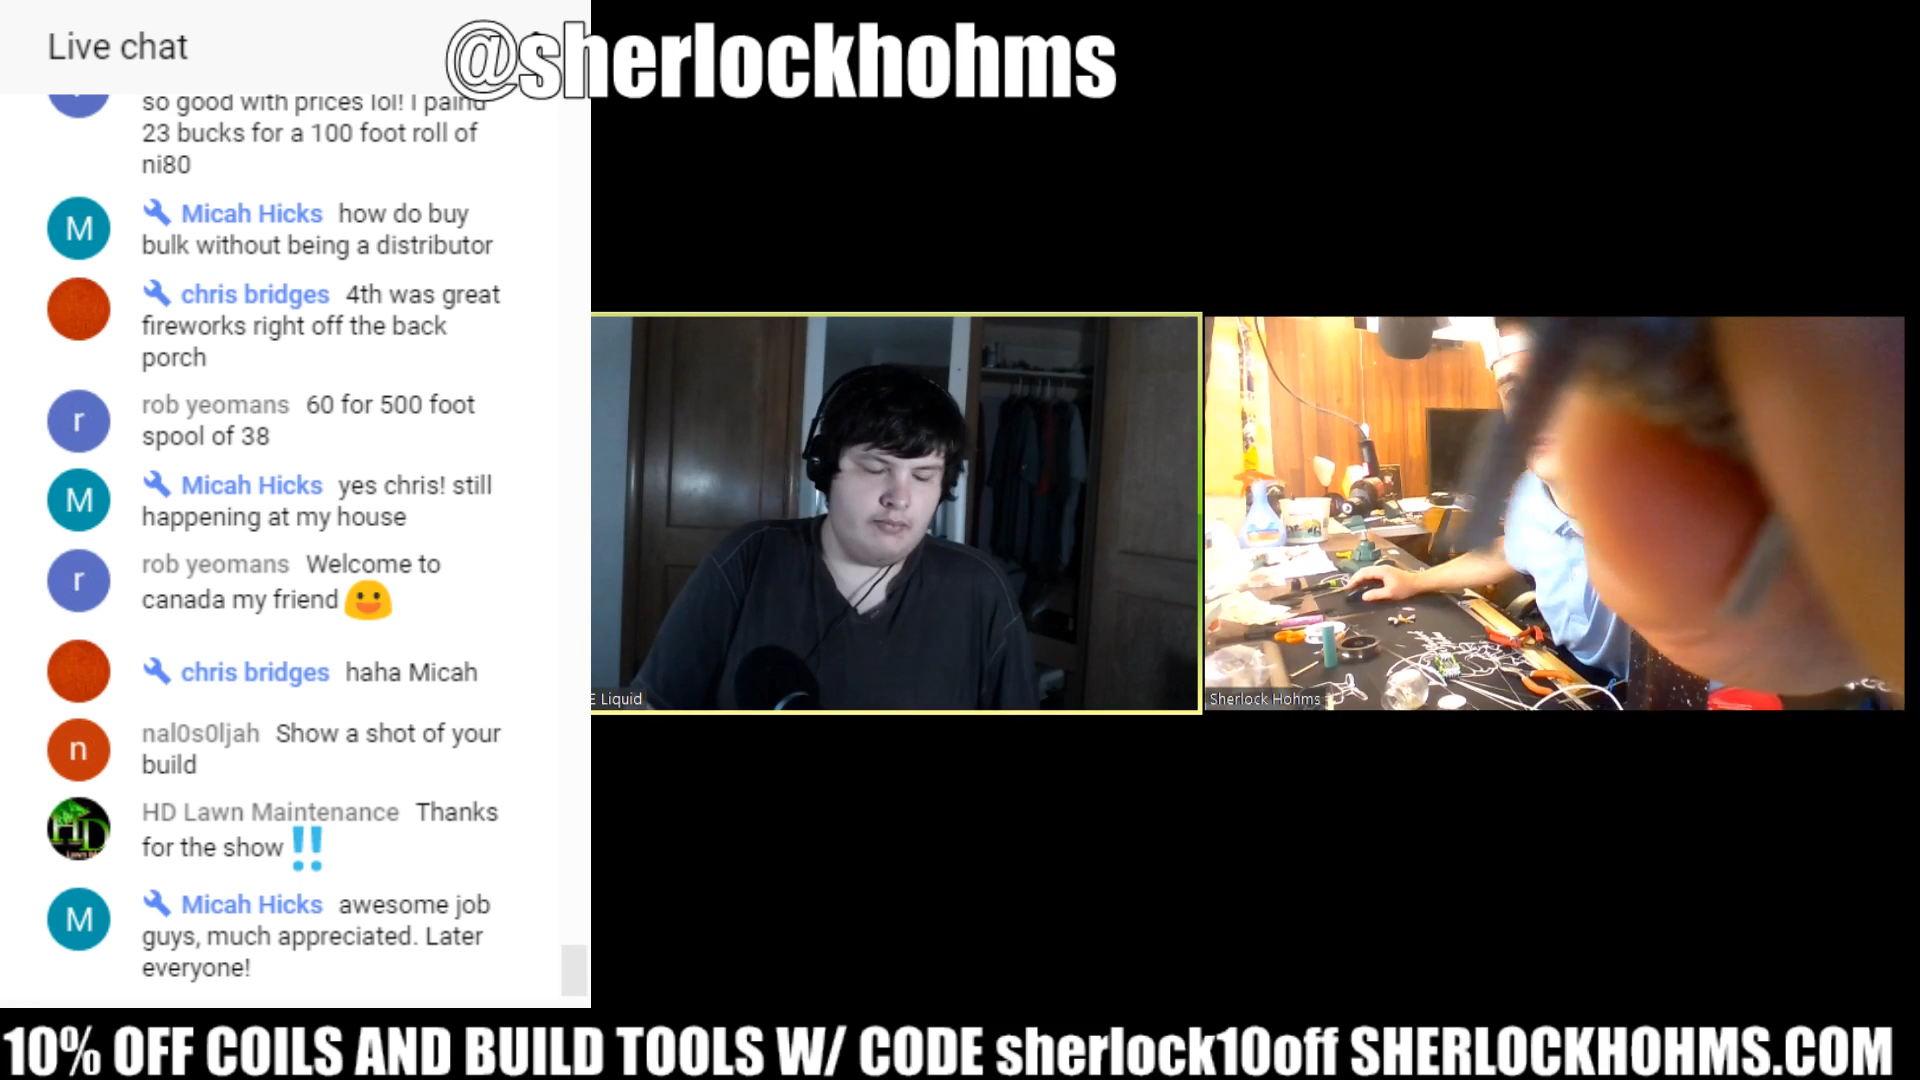 Live chat
@sherlockhohms
so good with prices lol! I paind
23 bucks for a 100 foot roll of
ni80
M
Micah Hicks how do buy
bulk without being a distributor
chris bridges 4th was great
fireworks right off the back
porch
r
rob yeomans 60 for 500 foot
spool of 38
M
Micah Hicks yes chris! still
happening at my house
r
rob yeomans Welcome to
canada my friend
chris bridges haha Micah
n
nal0s0ljah Show a shot of your
build
HD
HD Lawn Maintenance Thanks
for the show ‼
M
Micah Hicks awesome job
guys, much appreciated. Later
everyone!
E Liquid
Sherlock Hohms
10% OFF COILS AND BUILD TOOLS W/ CODE sherlock10off SHERLOCKHOHMS.COM